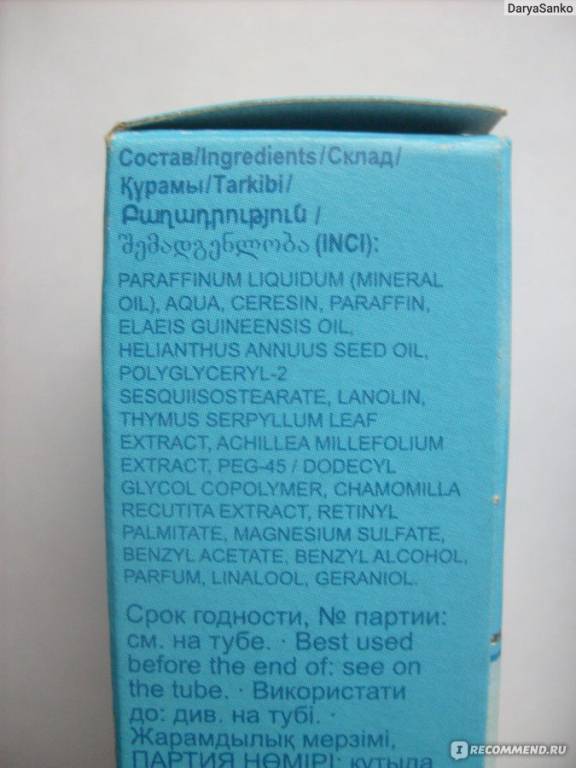 DaryaSanko
Состав/Ingredients/Склад/
Құрамы/Tarkibi/
Բաղադրություն /
შემადგენლობა (INCI):
PARAFFINUM LIQUIDUM (MINERAL
OIL), AQUA, CERESIN, PARAFFIN,
ELAEIS GUINEENSIS OIL,
HELIANTHUS ANNUUS SEED OIL,
POLYGLYCERYL-2
SESQUIISOSTEARATE, LANOLIN,
THYMUS SERPYLLUM LEAF
EXTRACT, ACHILLEA MILLEFOLIUM
EXTRACT, PEG-45 / DODECYL
GLYCOL COPOLYMER, CHAMOMILLA
RECUTITA EXTRACT, RETINYL
PALMITATE, MAGNESIUM SULFATE,
BENZYL ACETATE, BENZYL ALCOHOL,
PARFUM, LINALOOL, GERANIOL.
Срок годности, № партии:
см. на тубе. · Best used
before the end of: see on
the tube. · Використати
до: див. на тубі. ·
Жарамдылық мерзімі,
ПАРТИЯ НӨМІРІ: құтыда
IRECOMMEND.RU